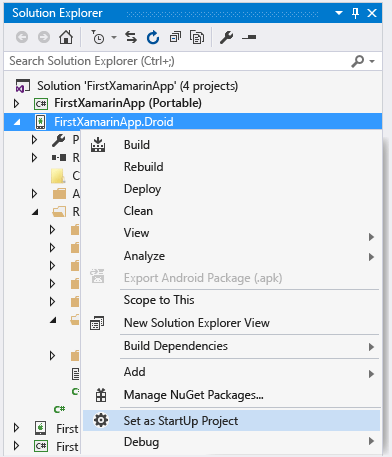 Solution Explorer
Search Solution Explorer (Ctrl+;)
Solution 'FirstXamarinApp' (4 projects)
C# FirstXamarinApp (Portable)
FirstXamarinApp.Droid
P
R
C
A
R
C#
C#
First
C# First
Build
Rebuild
Deploy
Clean
View
Analyze
Export Android Package (.apk)
Scope to This
New Solution Explorer View
Build Dependencies
Add
Manage NuGet Packages...
Set as StartUp Project
Debug